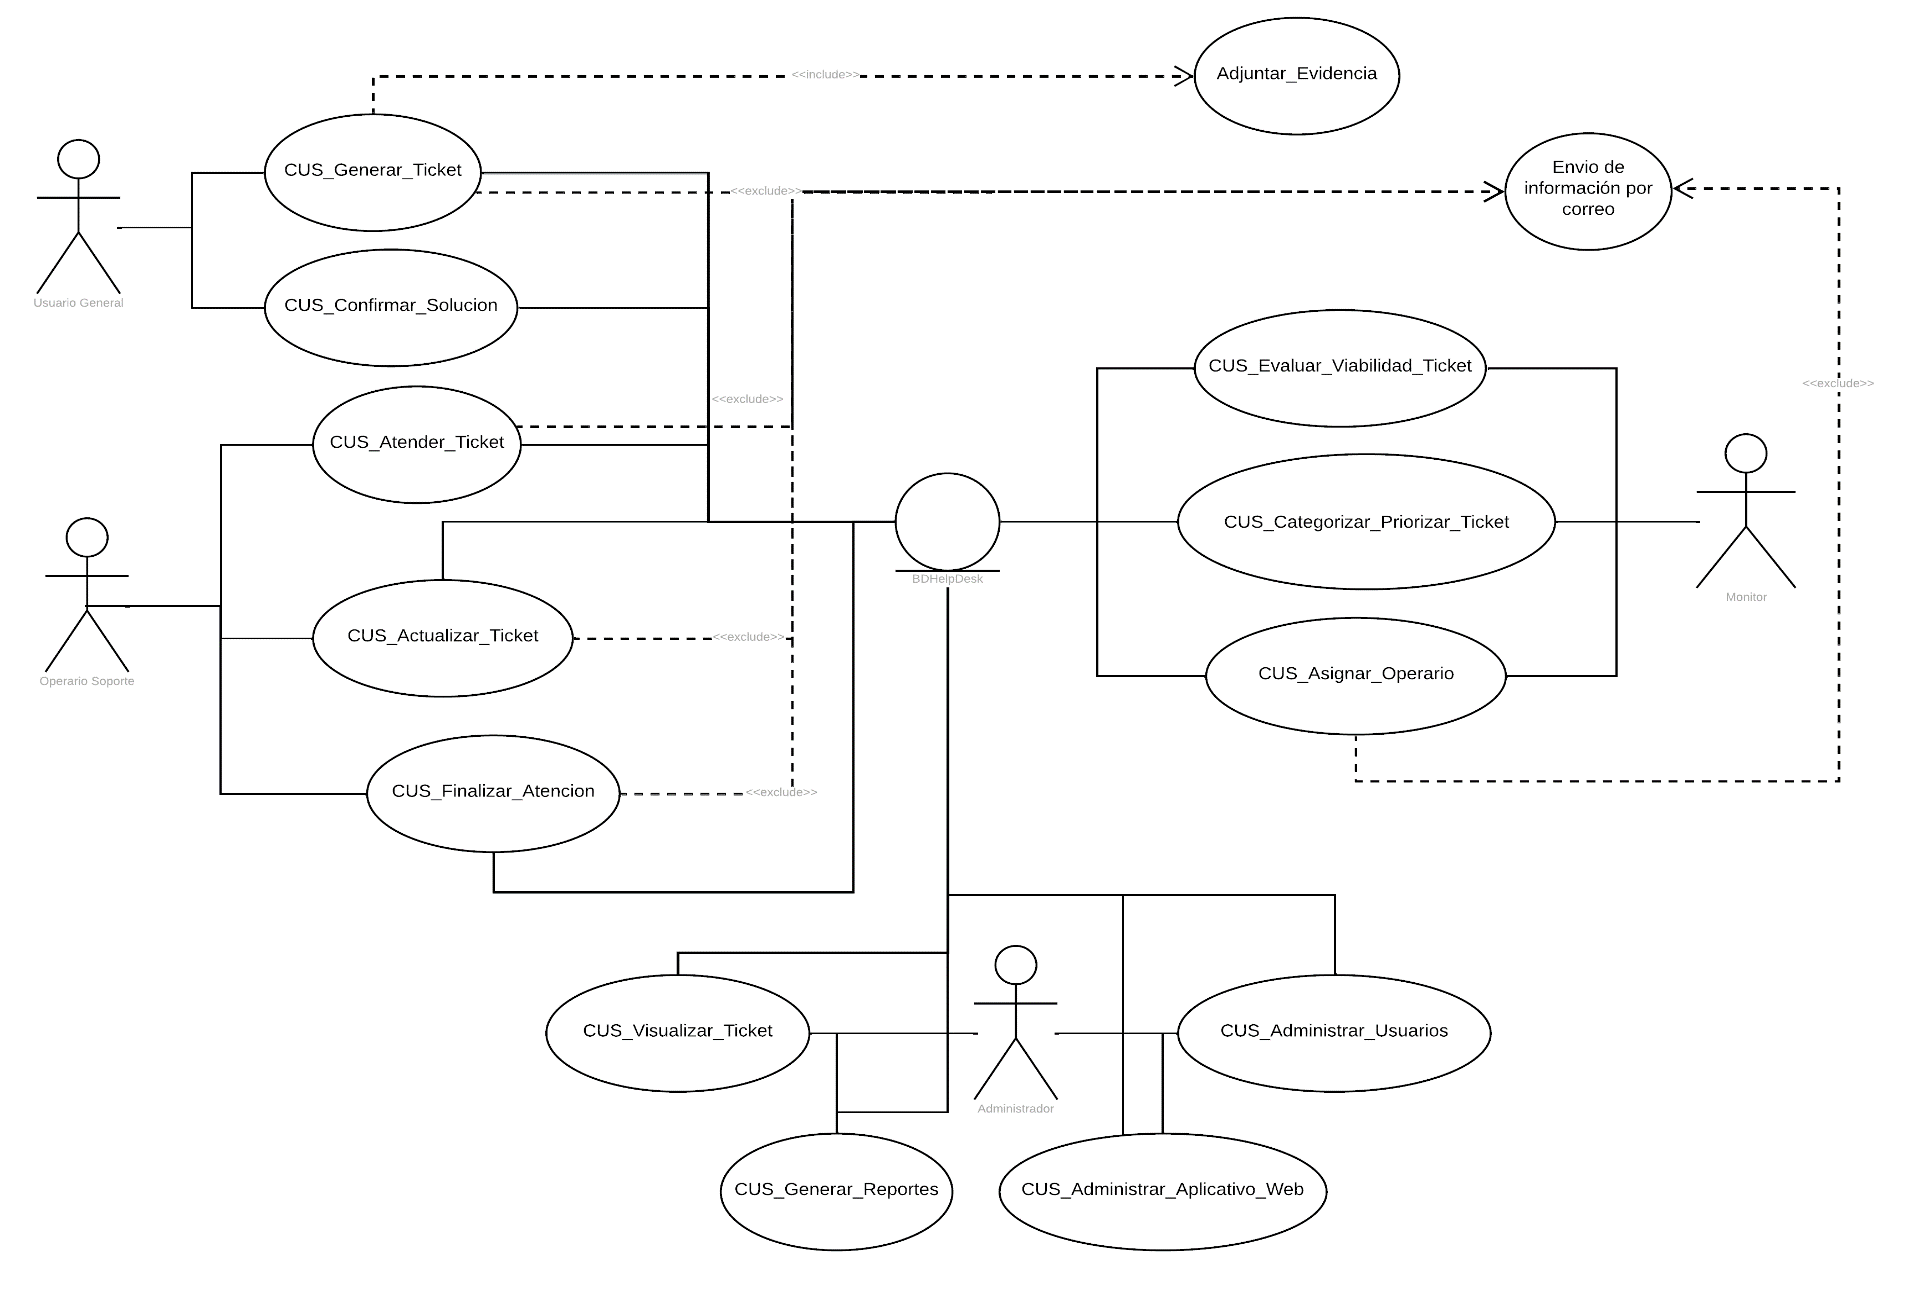 <<include>>
Adjuntar_Evidencia
CUS_Generar_Ticket
<<exclude>>
Envio de
información por
correo
Usuario General
CUS_Confirmar_Solucion
CUS_Evaluar_Viabilidad_Ticket
<<exclude>>
<<exclude>>
CUS_Atender_Ticket
CUS_Categorizar_Priorizar_Ticket
BDHelpDesk
Monitor
CUS_Actualizar_Ticket
<<exclude>>
Operario Soporte
CUS_Asignar_Operario
CUS_Finalizar_Atencion
<<exclude>>
CUS_Visualizar_Ticket
CUS_Administrar_Usuarios
Administrador
CUS_Generar_Reportes
CUS_Administrar_Aplicativo_Web